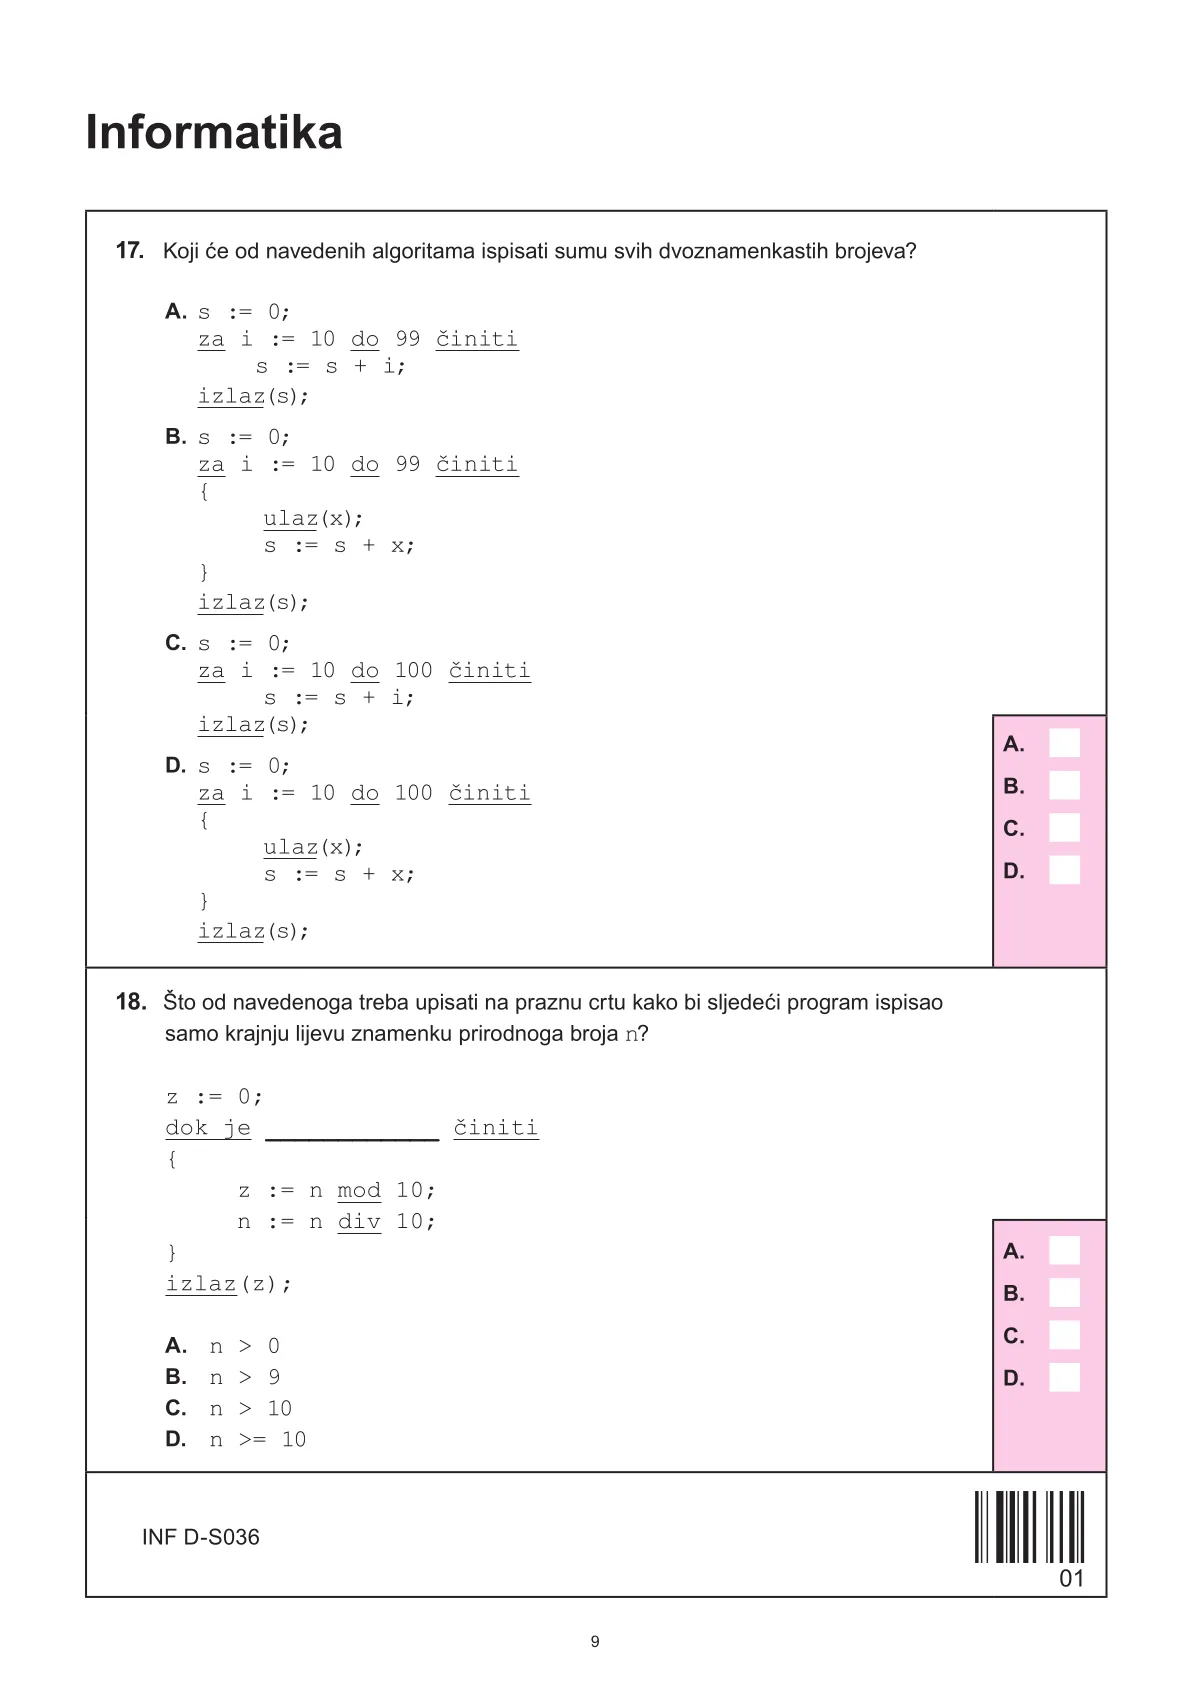 Informatika
17. Koji će od navedenih algoritama ispisati sumu svih dvoznamenkastih brojeva?
A. s := 0;
za i := 10 do 99 činiti
s := s + i;
izlaz(s);
B. s := 0;
za i := 10 do 99 činiti
{
ulaz(x);
s := s + x;
}
izlaz(s);
C. s := 0;
za i := 10 do 100 činiti
s := s + i;
izlaz(s);
D. s := 0;
za i := 10 do 100 činiti
{
ulaz(x);
s := s + x;
}
izlaz(s);
A.
B.
C.
D.
18. Što od navedenoga treba upisati na praznu crtu kako bi sljedeći program ispisao
samo krajnju lijevu znamenku prirodnoga broja n?
z := 0;
dok je ____________ činiti
{
z := n mod 10;
n := n div 10;
}
izlaz(z);
A. n > 0
B. n > 9
C. n > 10
D. n >= 10
A.
B.
C.
D.
INF D-S036
01
9